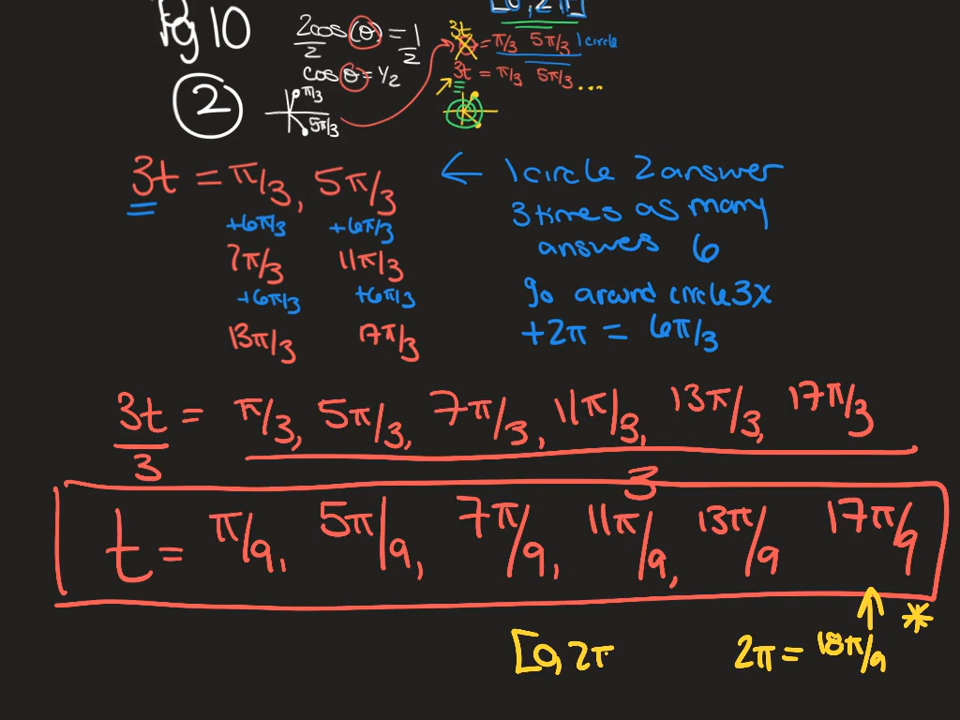 Pg 10
2
2cos(θ) = 1
2 2
cosθ = 1/2
π/3
5π/3
[0, 2π]
3t
= π/3 5π/3 1 circle
3t = π/3 5π/3 ...
3t = π/3, 5π/3 ← 1 circle 2 answer
+6π/3 +6π/3 3 times as many
7π/3 11π/3 answers 6
+6π/3 +6π/3 go around circle 3x
13π/3 17π/3 +2π = 6π/3
3t = π/3, 5π/3, 7π/3, 11π/3, 13π/3, 17π/3
3 3
t = π/9, 5π/9, 7π/9, 11π/9, 13π/9 17π/9
[0, 2π 2π = 18π/9 *